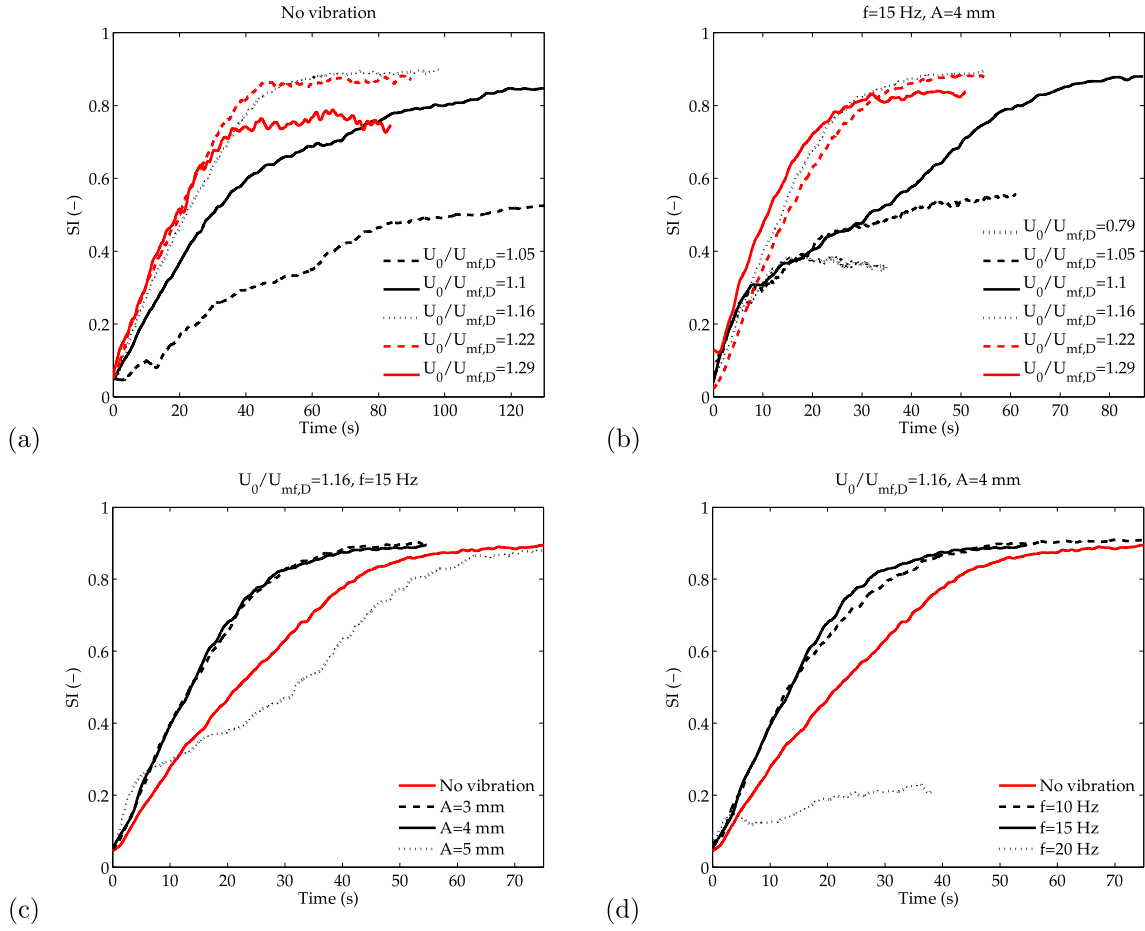 No vibration
1
0.8
0.6
0.4
0.2
0
SI (−)
U0/Umf,D=1.05
U0/Umf,D=1.1
U0/Umf,D=1.16
U0/Umf,D=1.22
U0/Umf,D=1.29
0 20 40 60 80 100 120
Time (s)
(a)
f=15 Hz, A=4 mm
1
0.8
0.6
0.4
0.2
0
SI (−)
U0/Umf,D=0.79
U0/Umf,D=1.05
U0/Umf,D=1.1
U0/Umf,D=1.16
U0/Umf,D=1.22
U0/Umf,D=1.29
0 10 20 30 40 50 60 70 80
Time (s)
(b)
U0/Umf,D=1.16, f=15 Hz
1
0.8
0.6
0.4
0.2
0
SI (−)
No vibration
A=3 mm
A=4 mm
A=5 mm
0 10 20 30 40 50 60 70
Time (s)
(c)
U0/Umf,D=1.16, A=4 mm
1
0.8
0.6
0.4
0.2
0
SI (−)
No vibration
f=10 Hz
f=15 Hz
f=20 Hz
0 10 20 30 40 50 60 70
Time (s)
(d)